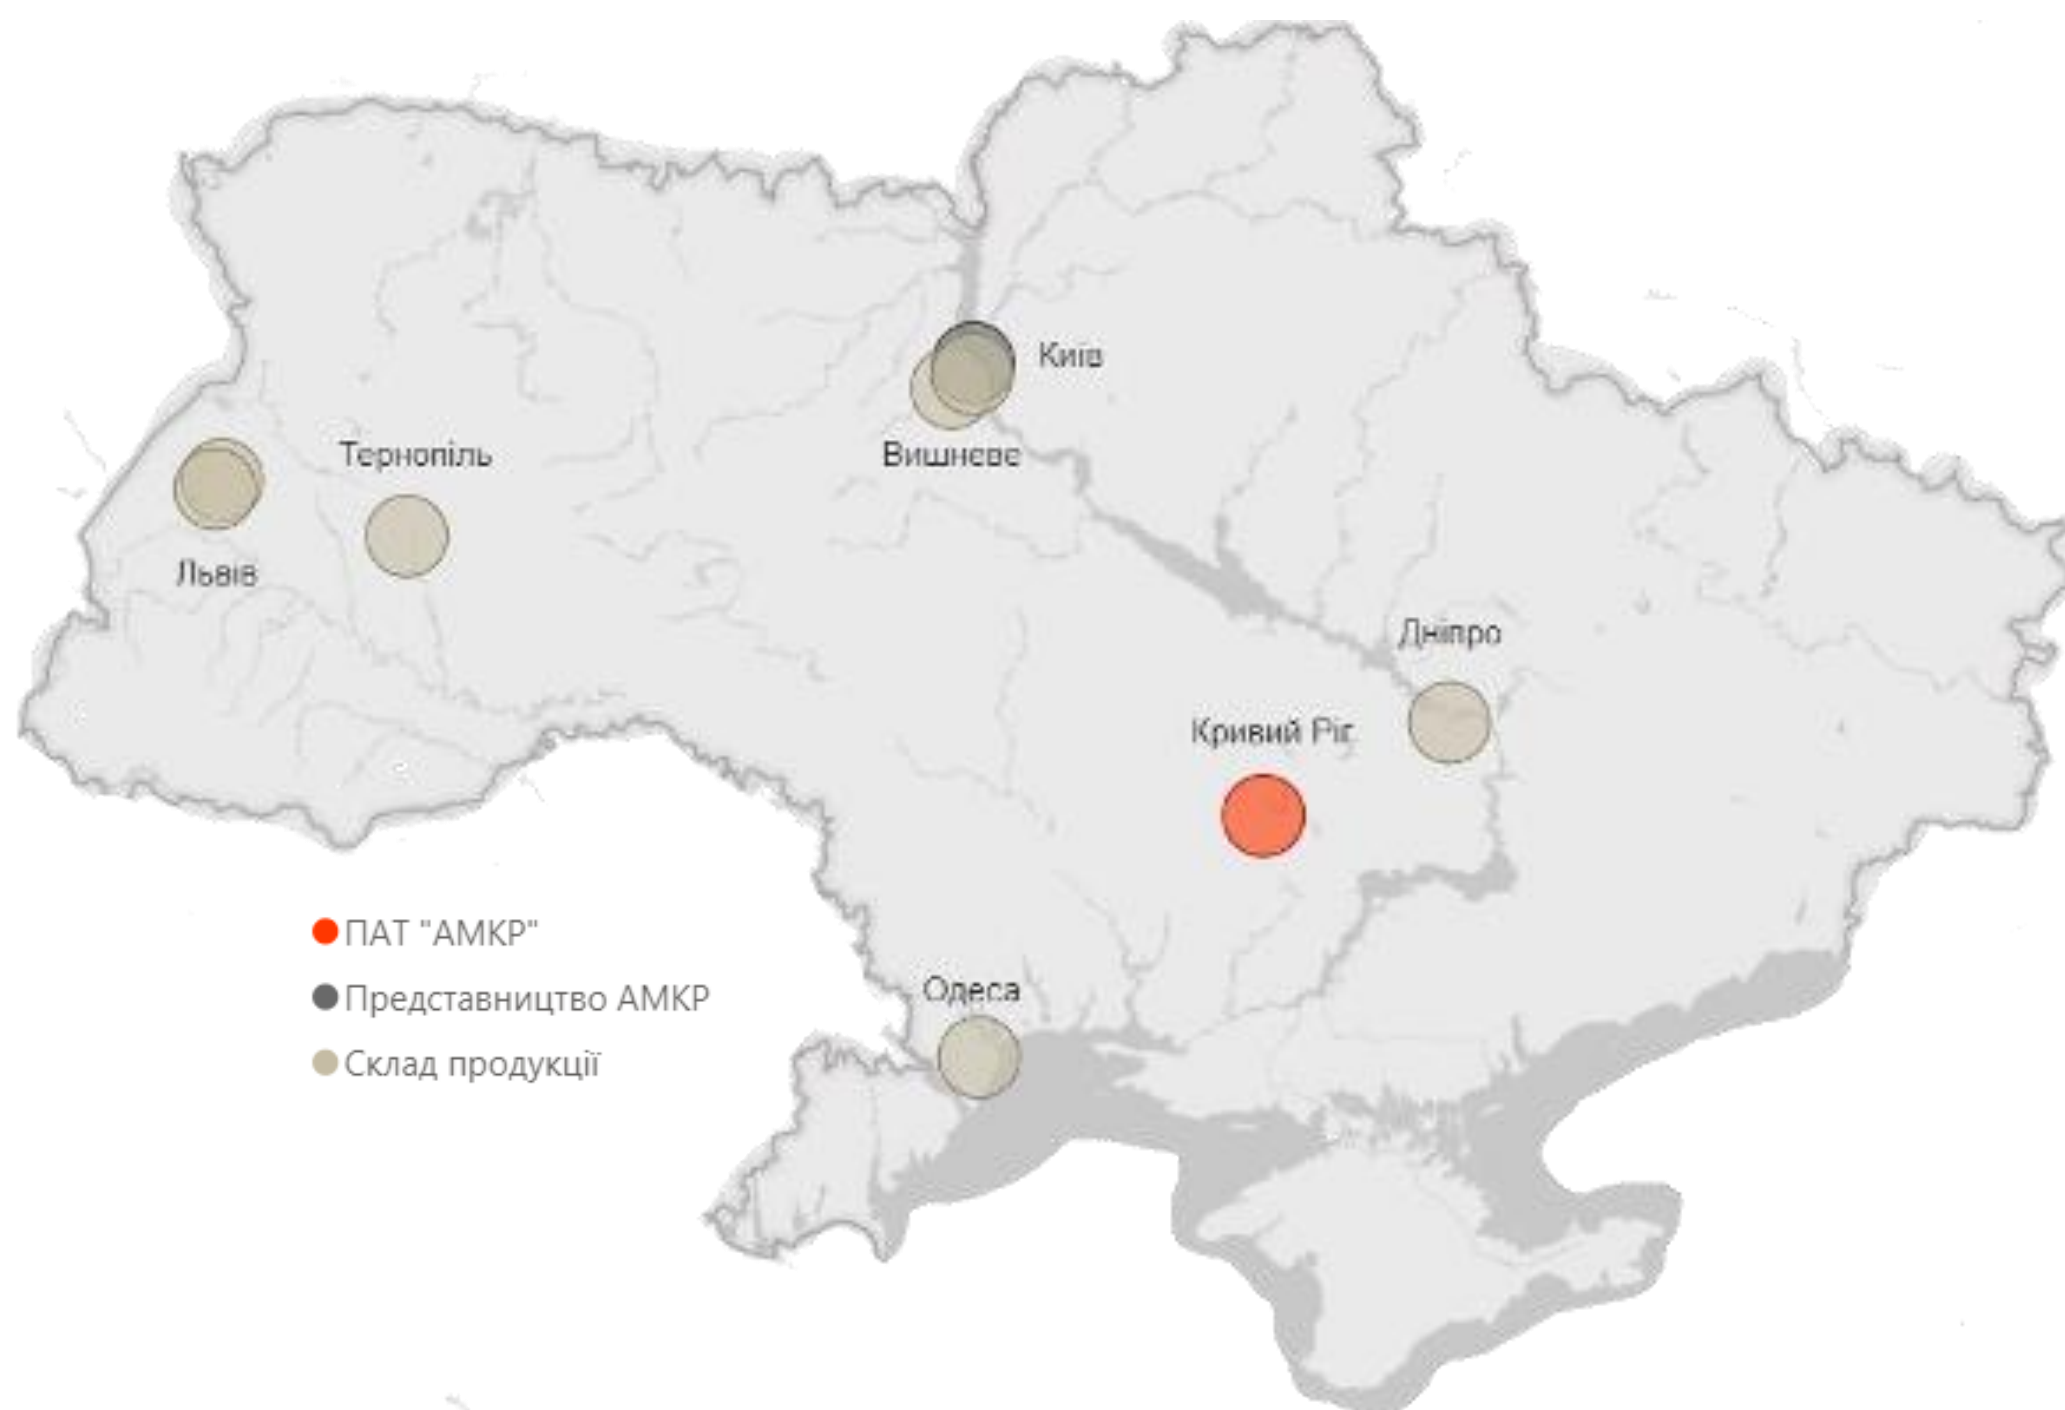 Київ
Тернопіль
Вишневе
Львів
Дніпро
Кривий Ріг
ПАТ "АМКР"
Представництво АМКР
Одеса
Склад продукції